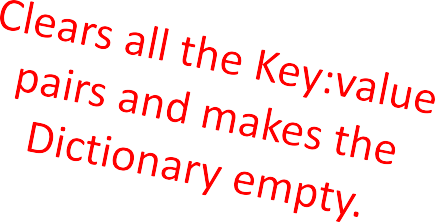 Clears all the Key:value
pairs and makes the
Dictionary empty.